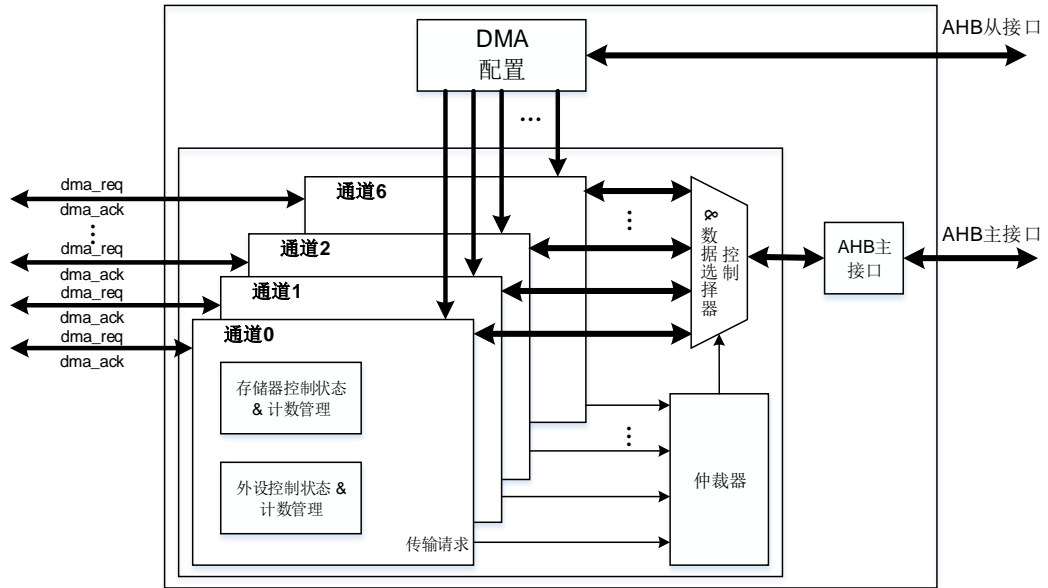 DMA
配置
AHB从接口
...
dma_req
dma_ack
...
dma_req
dma_ack
dma_req
dma_ack
dma_req
dma_ack
通道6
通道2
通道1
通道0
...
控制
& 数据选择器
AHB主
接口
AHB主接口
存储器控制状态
& 计数管理
外设控制状态 &
计数管理
传输请求
...
仲裁器